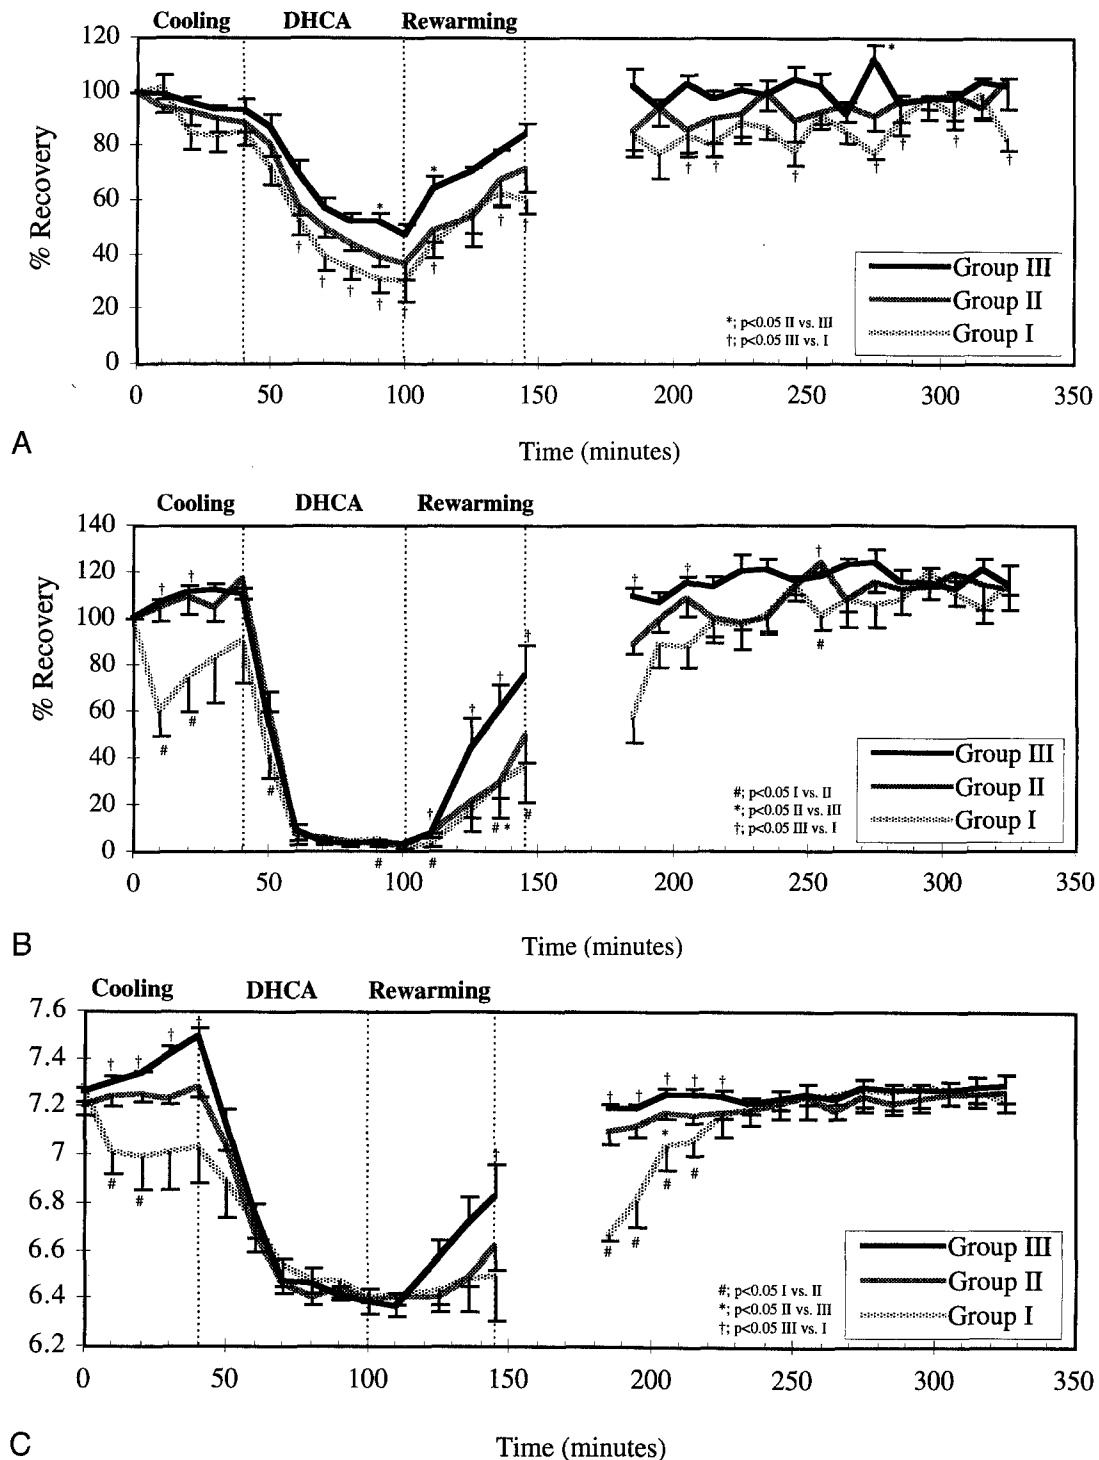 Cooling DHCA Rewarming
120
100
80
60
40
20
0
% Recovery
* † † † † † * † † †
† † † † † * † † †
Group III
Group II
Group I
*; p<0.05 II vs. III
†; p<0.05 III vs. I
0 50 100 150 200 250 300 350
A
Time (minutes)
Cooling DHCA Rewarming
140
120
100
80
60
40
20
0
% Recovery
† † # # # # † # † † # * † #
† † † #
Group III
Group II
Group I
#; p<0.05 I vs. II
*; p<0.05 II vs. III
†; p<0.05 III vs. I
0 50 100 150 200 250 300 350
B
Time (minutes)
Cooling DHCA Rewarming
7.6
7.4
7.2
7
6.8
6.6
6.4
6.2
† † † † # # †
† † † † † # # * # #
Group III
Group II
Group I
#; p<0.05 I vs. II
*; p<0.05 II vs. III
†; p<0.05 III vs. I
0 50 100 150 200 250 300 350
C
Time (minutes)